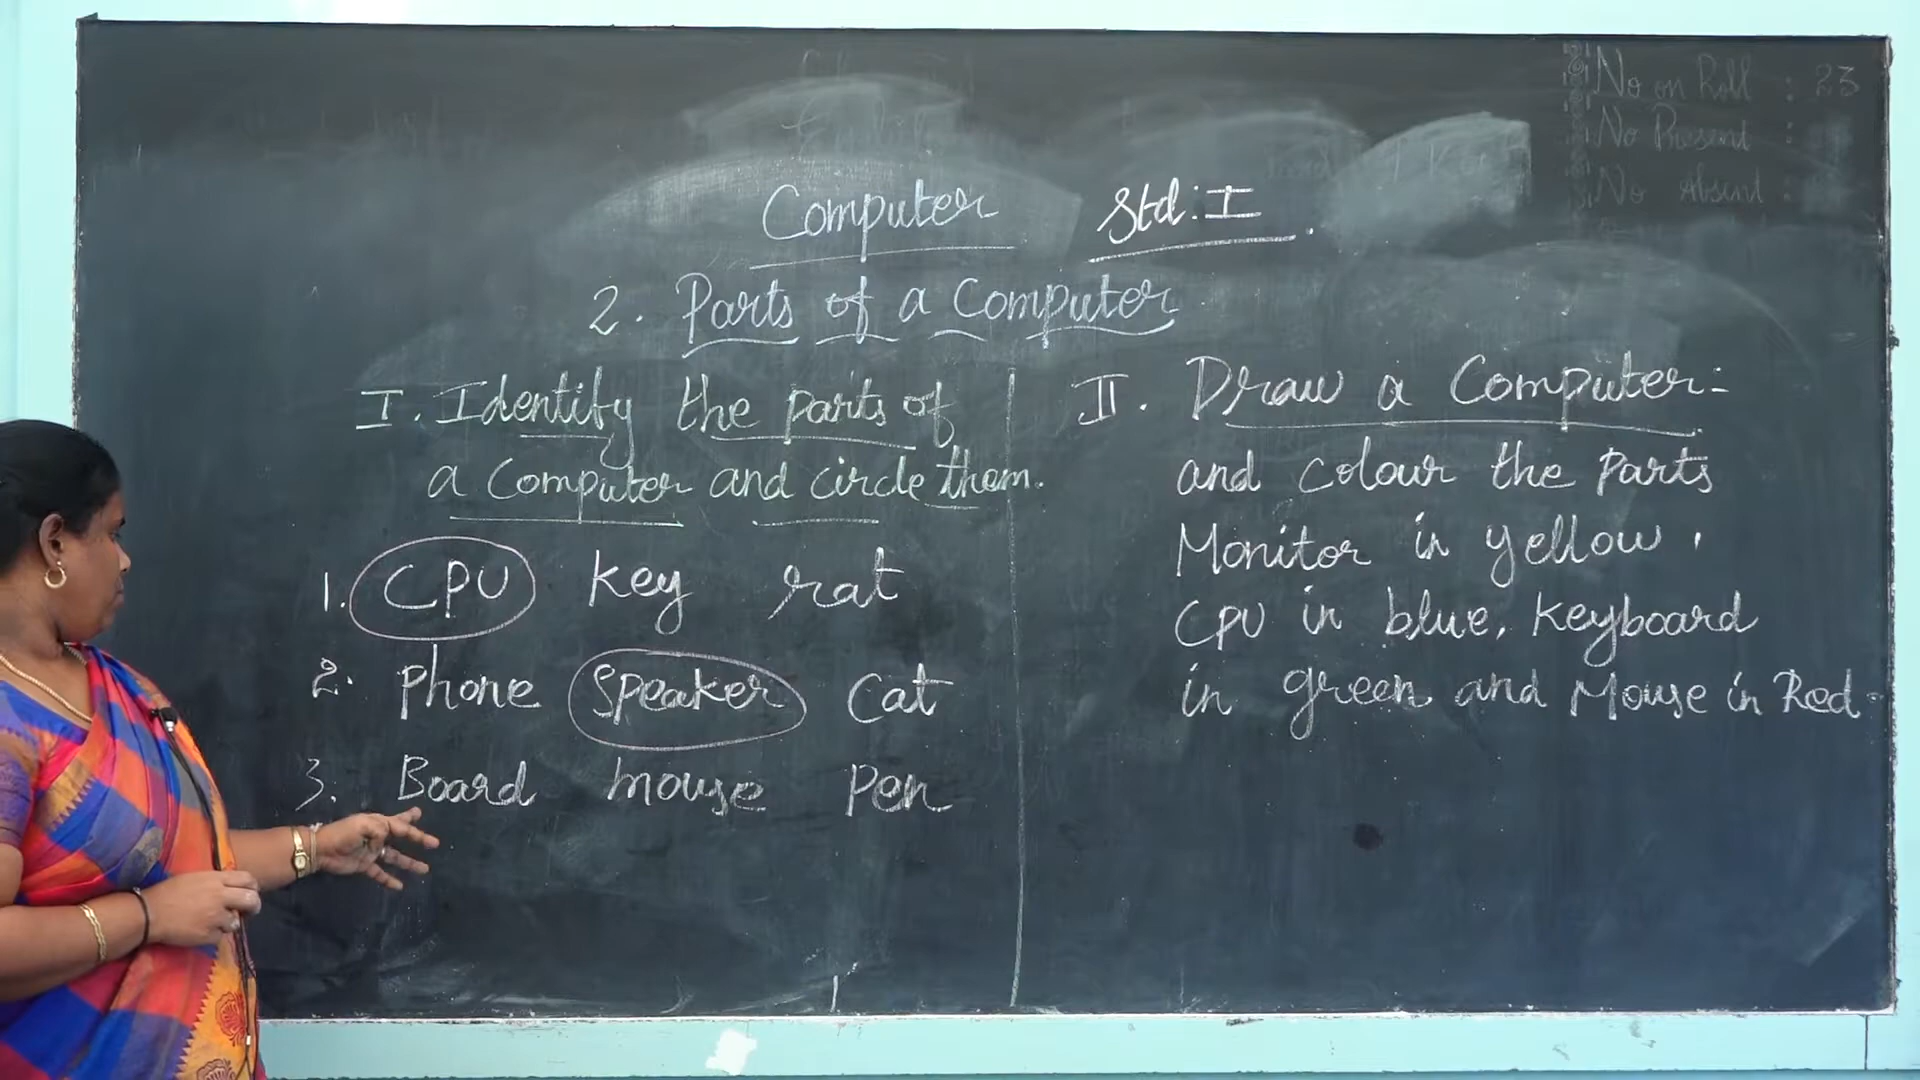 No on Roll : 23
No Present :
No Absent :
Computer Std: I
2. Parts of a Computer
I. Identify the parts of
a Computer and circle them.
1. CPU key rat
2. Phone Speaker Cat
3. Board mouse Pen
II. Draw a Computer:-
and colour the Parts
Monitor in yellow,
CPU in blue, Keyboard
in green and Mouse in Red.